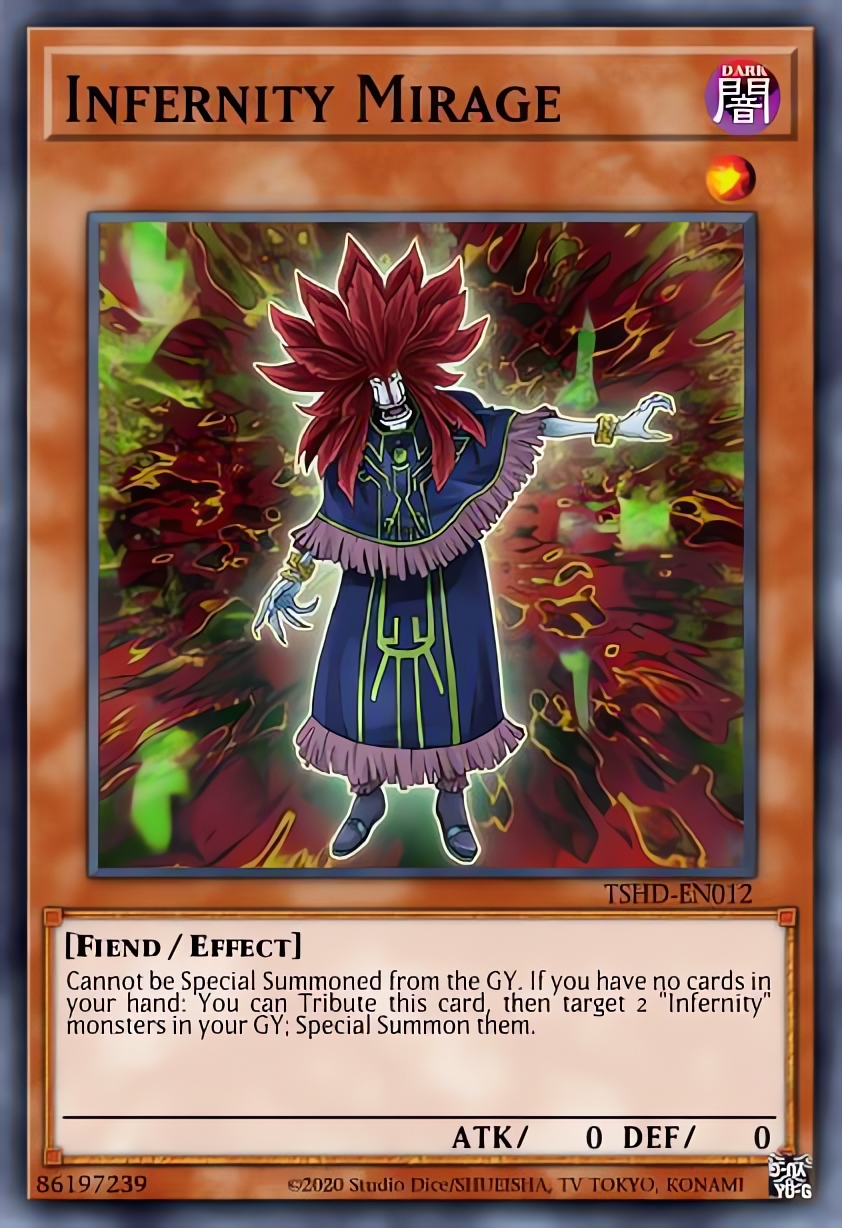 Infernity Mirage
DARK
闇
TSHD-EN012
[Fiend / Effect]
Cannot be Special Summoned from the GY. If you have no cards in
your hand: You can Tribute this card, then target 2 "Infernity"
monsters in your GY; Special Summon them.
ATK/ 0 DEF/ 0
86197239
©2020 Studio Dice/SHUEISHA, TV TOKYO, KONAMI